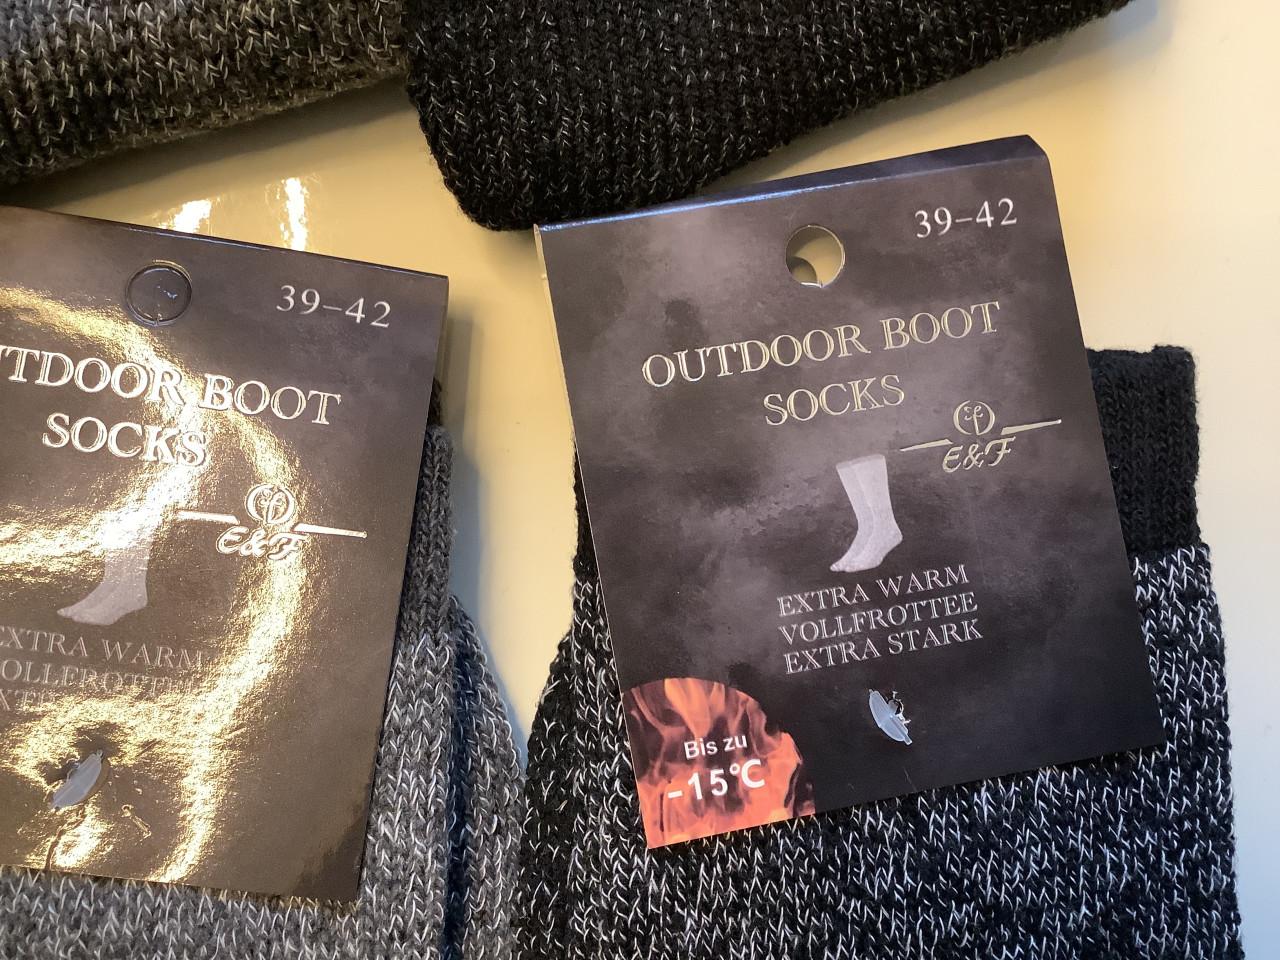 39-42
UTDOOR BOOT
SOCKS
E&F
EXTRA WARM
VOLLFROTTEE
39-42
OUTDOOR BOOT
SOCKS
E&F
EXTRA WARM
VOLLFROTTEE
EXTRA STARK
Bis zu
-15°C